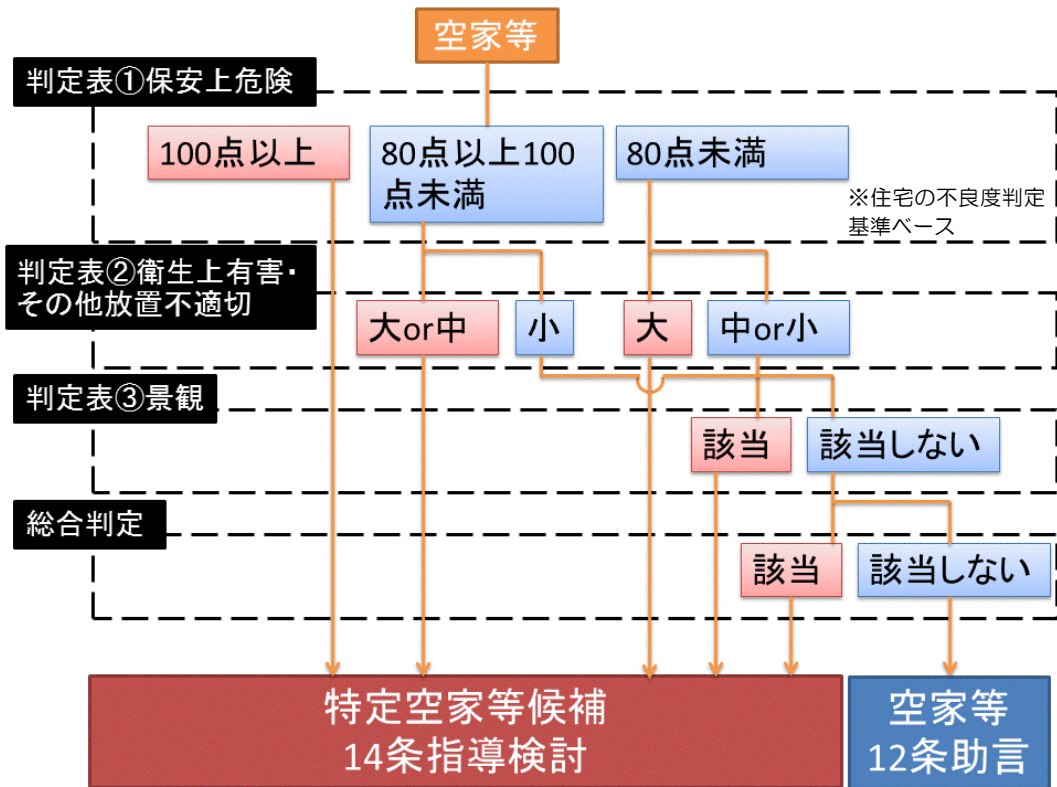 空家等
判定表①保安上危険
100点以上
80点以上100
点未満
80点未満
※住宅の不良度判定
基準ベース
判定表②衛生上有害・
その他放置不適切
大or中
小
大
中or小
判定表③景観
該当
該当しない
総合判定
該当
該当しない
特定空家等候補
14条指導検討
空家等
12条助言